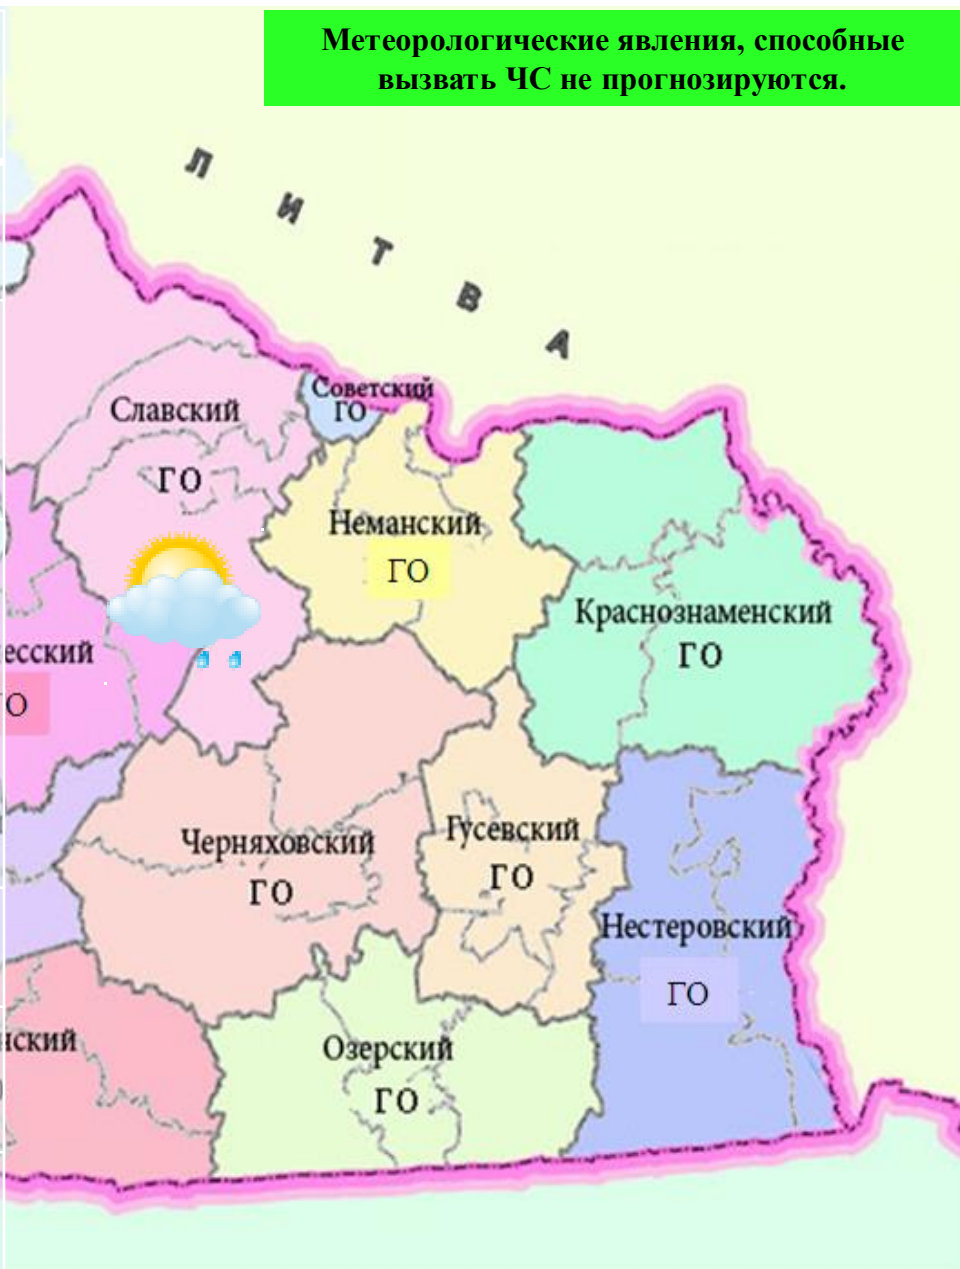 Метеорологические явления, способные
вызвать ЧС не прогнозируются.
ЛИТВА
Советский
ГО
Славский
ГО
Неманский
ГО
Краснознаменский
ГО
есский
О
Черняховский
ГО
Гусевский
ГО
Нестеровский
ГО
нский
Озерский
ГО